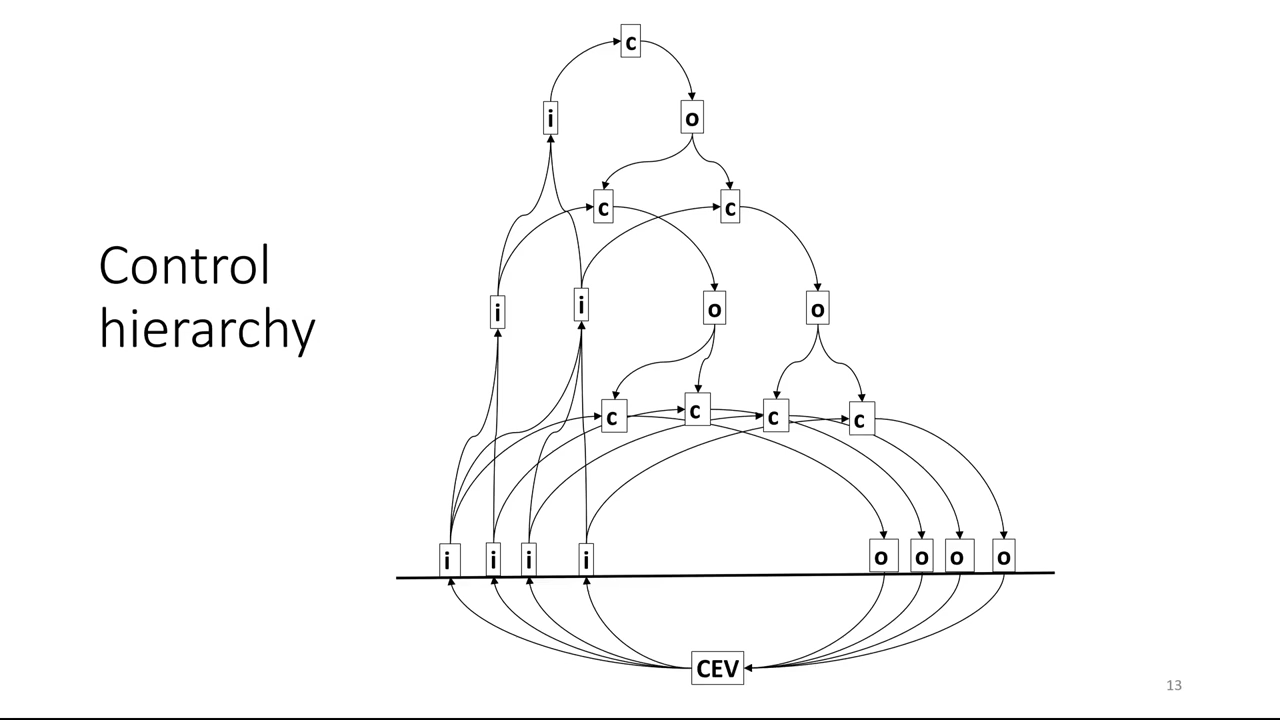 c
i o
Control
hierarchy
c c
i i o o
c c c c
i i i i o o o o
CEV
13